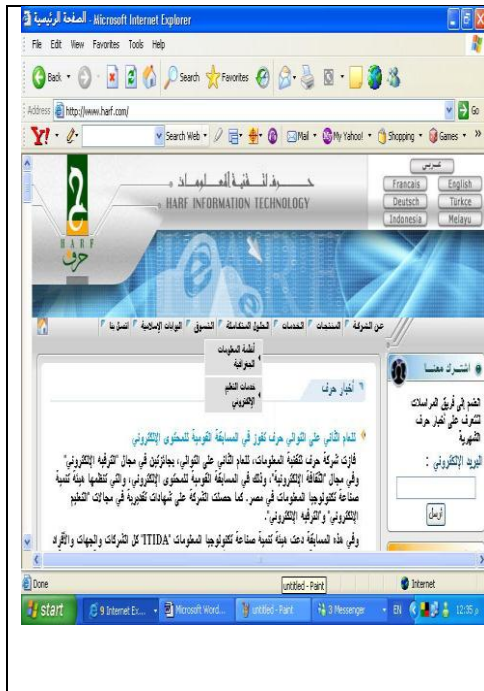 الصفحة الرئيسية - Microsoft Internet Explorer
File Edit View Favorites Tools Help
Back Search Favorites
Address http://www.harf.com/ Go
Y! Search Web Mail My Yahoo! Shopping Games »
عربي
حرف لتقنية المعلومات
HARF INFORMATION TECHNOLOGY
Français English
Deutsch Türkce
Indonesia Melayu
HARF
حرف
عن الشركة المنتجات الخدمات الحلول المتكاملة التسوق البوابات الإسلامية اتصل بنا
أنظمة المعلومات
الجغرافية
خدمات التعليم
الإلكتروني
اشترك معنا
انضم إلى فريق المراسلات
للتعرف على أخبار حرف
الشهرية
البريد الإلكتروني :
أرسل
أخبار حرف
للعام الثاني على التوالي حرف تفوز في المسابقة القومية للمحتوى الإلكتروني
فازت شركة حرف لتقنية المعلومات، للعام الثاني على التوالي، بجائزتين في مجال "الترفيه الإلكتروني"
وفي مجال "الثقافة الإلكترونية"، وذلك في المسابقة القومية للمحتوى الإلكتروني، والتي تنظمها هيئة تنمية
صناعة تكنولوجيا المعلومات في مصر. كما حصلت الشركة على شهادات تقديرية في مجالات "التعليم
الإلكتروني" و"الترفيه الإلكتروني".
وفي هذه المسابقة دعت هيئة تنمية صناعة تكنولوجيا المعلومات "ITIDA" كل الشركات والجهات والأفراد
Done Internet
untitled - Paint
start 9 Internet Ex... Microsoft Word... untitled - Paint 3 Messenger EN 12:35 م